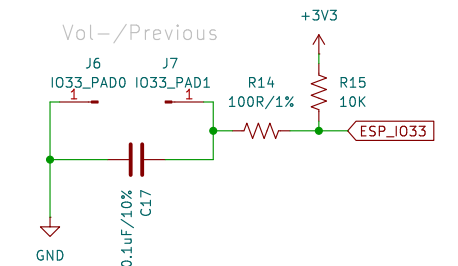 Vol-/Previous
+3V3
J6
J7
IO33_PAD0
IO33_PAD1
1
1
R14
100R/1%
R15
10K
ESP_IO33
0.1uF/10%
C17
GND